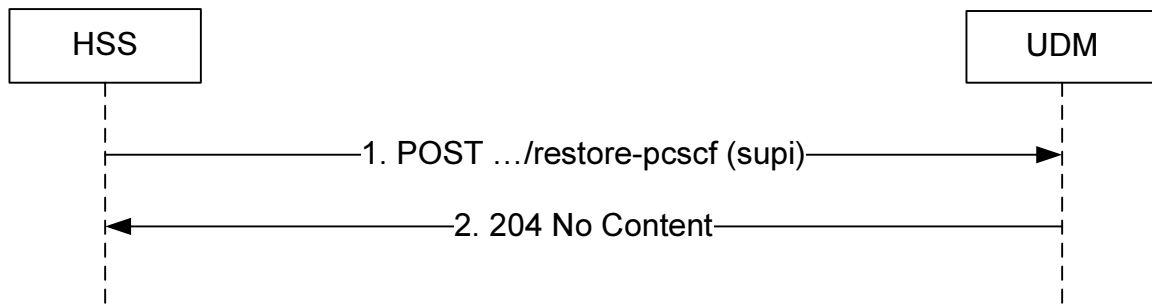 HSS
UDM
1. POST …/restore-pcscf (supi)
2. 204 No Content